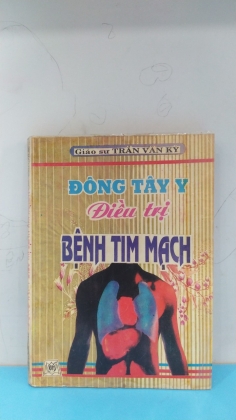 Giáo sư TRẦN VĂN KỲ
ĐÔNG TÂY Y
Điều trị
BỆNH TIM MẠCH